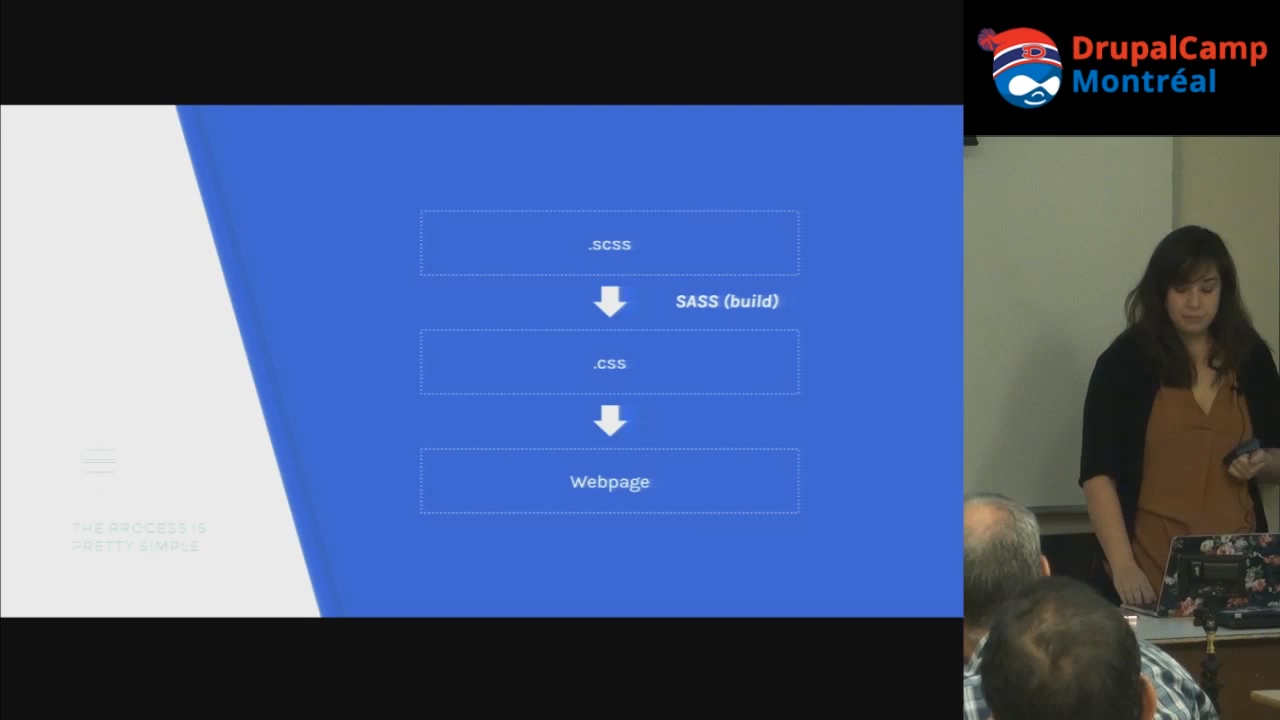 .scss
SASS (build)
.css
Webpage
THE PROCESS IS
PRETTY SIMPLE
DrupalCamp
Montréal